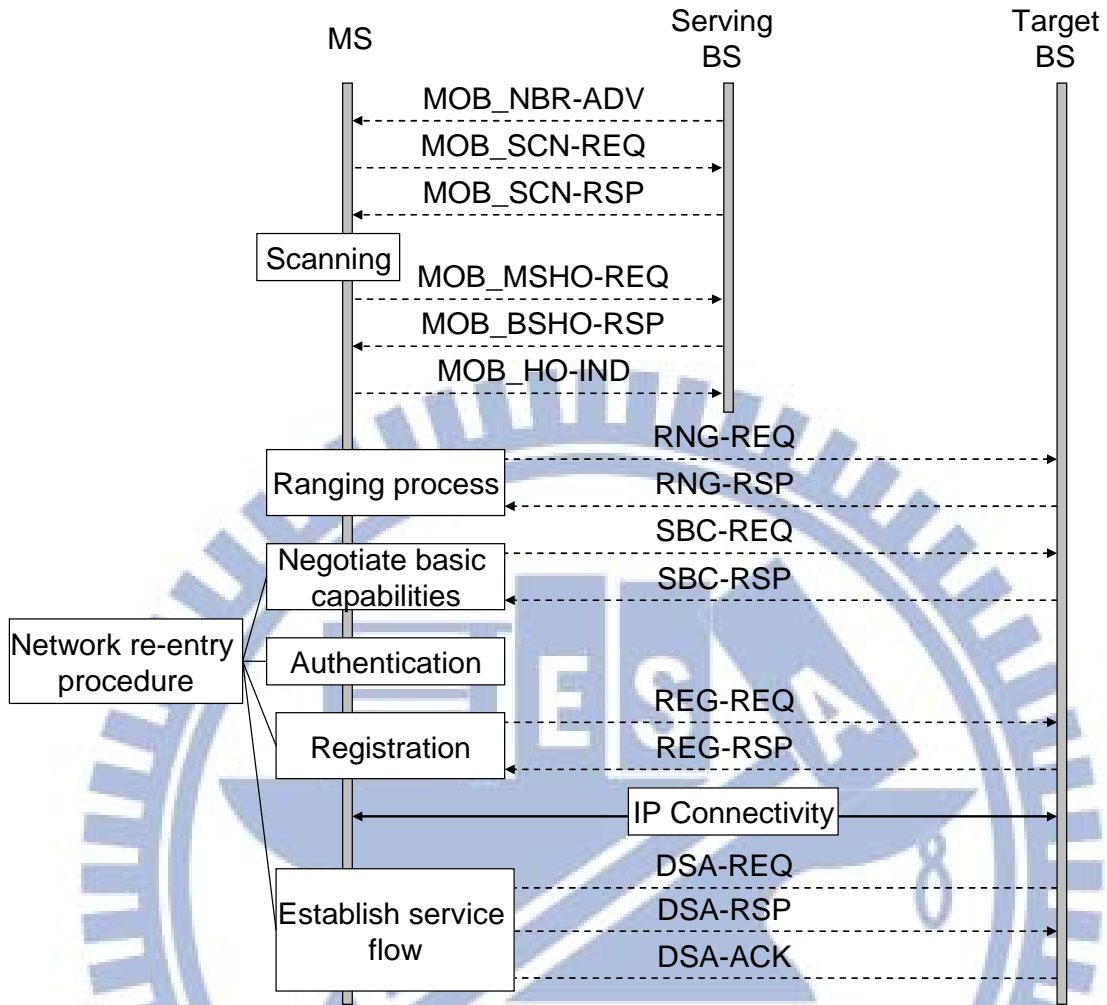 MS
Serving
BS
Target
BS
MOB_NBR-ADV
MOB_SCN-REQ
MOB_SCN-RSP
Scanning
MOB_MSHO-REQ
MOB_BSHO-RSP
MOB_HO-IND
RNG-REQ
Ranging process
RNG-RSP
SBC-REQ
Negotiate basic
capabilities
SBC-RSP
Network re-entry
procedure
Authentication
REG-REQ
Registration
REG-RSP
IP Connectivity
DSA-REQ
Establish service
flow
DSA-RSP
DSA-ACK
E
S
A
8